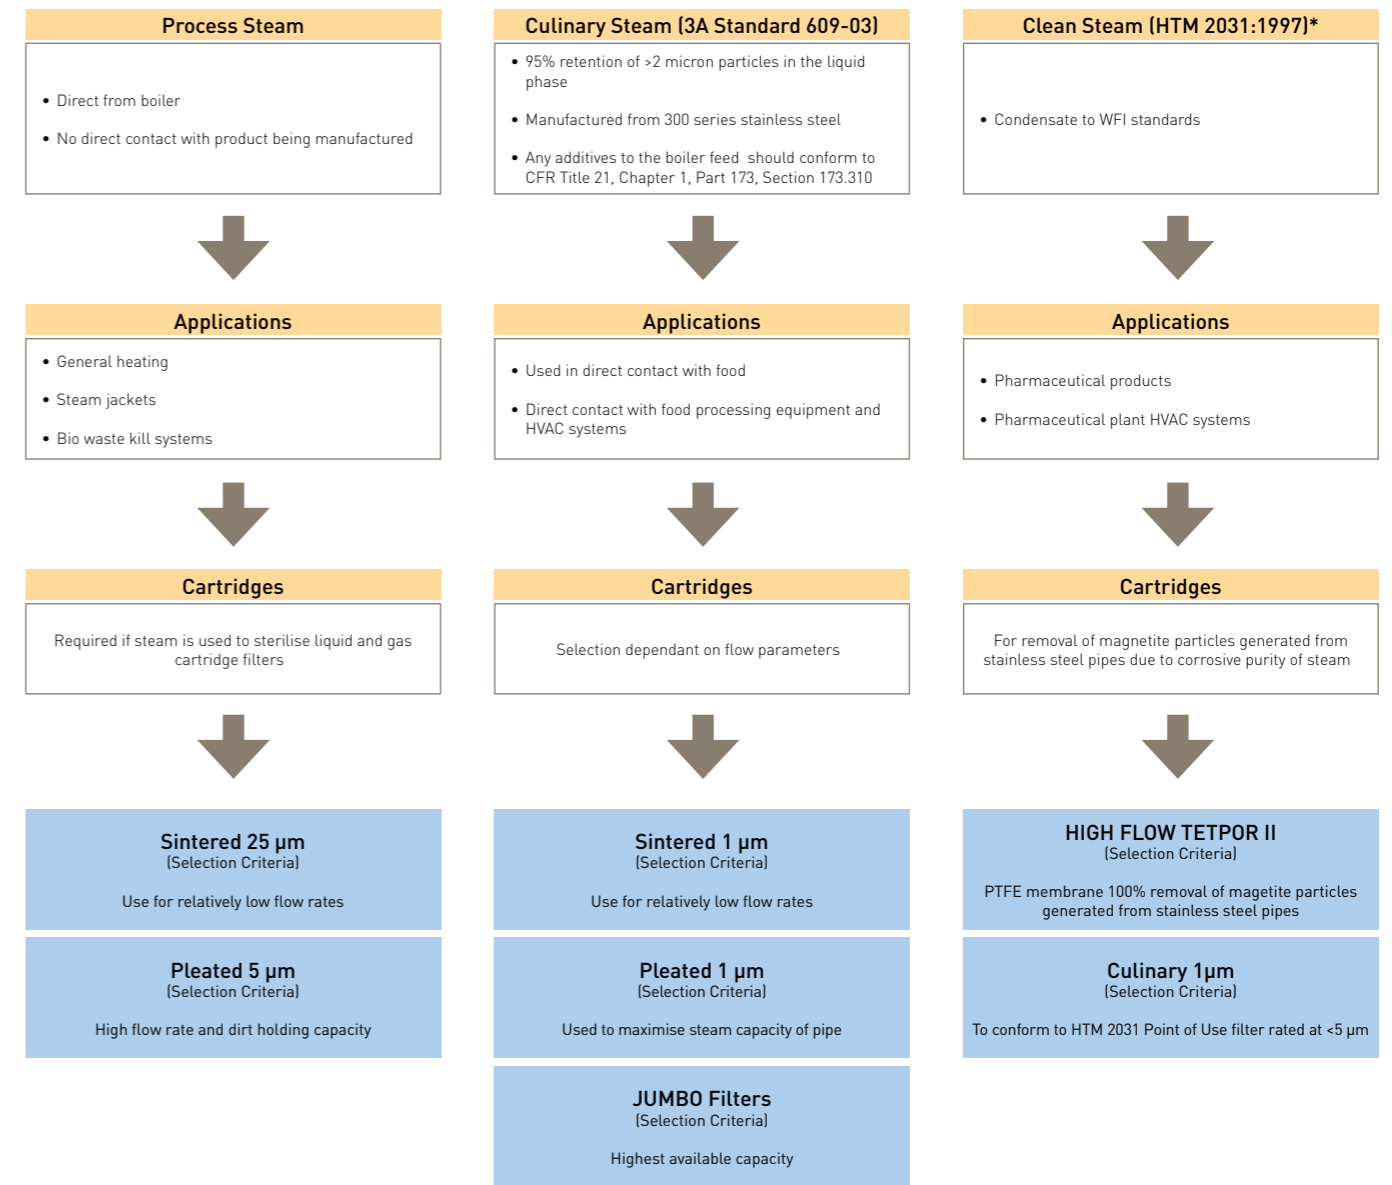 Process Steam
• Direct from boiler
• No direct contact with product being manufactured
Applications
• General heating
• Steam jackets
• Bio waste kill systems
Cartridges
Required if steam is used to sterilise liquid and gas
cartridge filters
Sintered 25 µm
(Selection Criteria)
Use for relatively low flow rates
Pleated 5 µm
(Selection Criteria)
High flow rate and dirt holding capacity
Culinary Steam (3A Standard 609-03)
• 95% retention of >2 micron particles in the liquid
phase
• Manufactured from 300 series stainless steel
• Any additives to the boiler feed should conform to
CFR Title 21, Chapter 1, Part 173, Section 173.310
Applications
• Used in direct contact with food
• Direct contact with food processing equipment and
HVAC systems
Cartridges
Selection dependant on flow parameters
Sintered 1 µm
(Selection Criteria)
Use for relatively low flow rates
Pleated 1 µm
(Selection Criteria)
Used to maximise steam capacity of pipe
JUMBO Filters
(Selection Criteria)
Highest available capacity
Clean Steam (HTM 2031:1997)*
• Condensate to WFI standards
Applications
• Pharmaceutical products
• Pharmaceutical plant HVAC systems
Cartridges
For removal of magnetite particles generated from
stainless steel pipes due to corrosive purity of steam
HIGH FLOW TETPOR II
(Selection Criteria)
PTFE membrane 100% removal of magetite particles
generated from stainless steel pipes
Culinary 1µm
(Selection Criteria)
To conform to HTM 2031 Point of Use filter rated at <5 µm